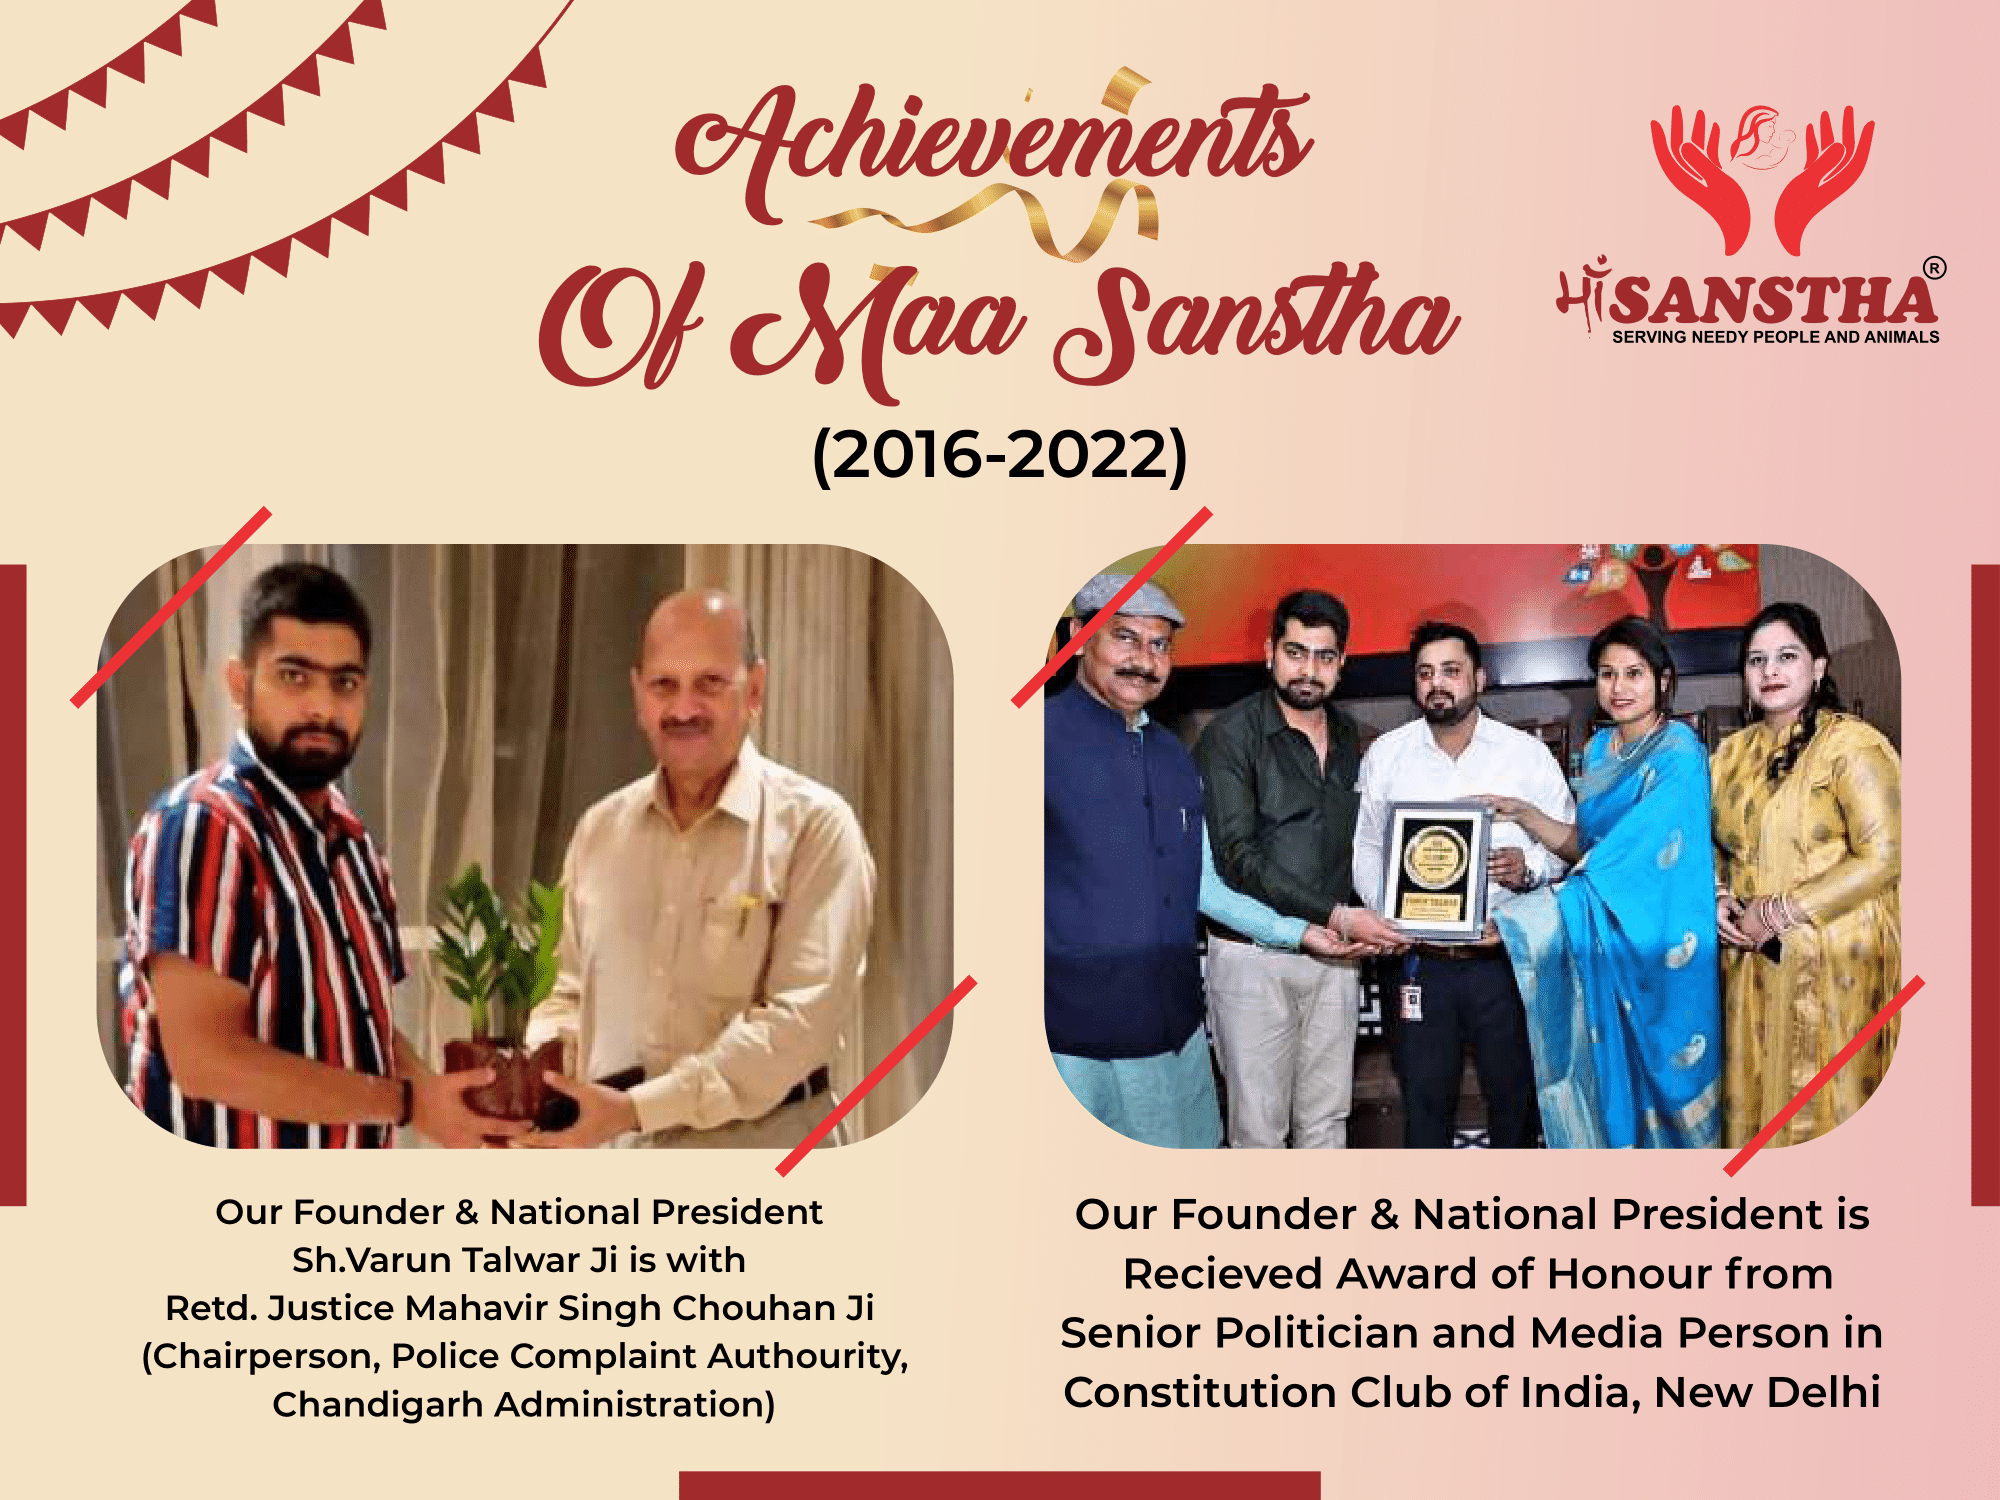 Achievements
Of Maa Sanstha
(2016-2022)
माँ SANSTHA®
SERVING NEEDY PEOPLE AND ANIMALS
Our Founder & National President
Sh.Varun Talwar Ji is with
Retd. Justice Mahavir Singh Chouhan Ji
(Chairperson, Police Complaint Authourity,
Chandigarh Administration)
Our Founder & National President is
Recieved Award of Honour from
Senior Politician and Media Person in
Constitution Club of India, New Delhi